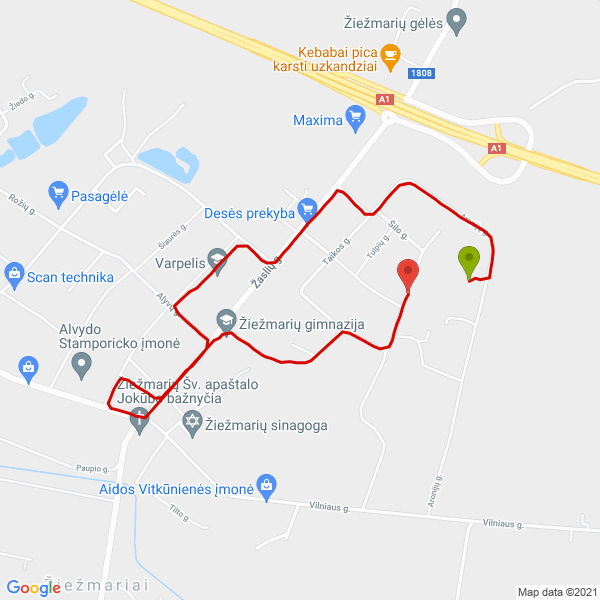 Žiežmarių gėlės
Kebabai pica
karsti uzkandziai
1808
A1
Maxima
A1
Žiedo g.
Pasagėlė
Rožių g.
Desės prekyba
Šiaurės g.
Šilo g.
Aronijų g.
Tulpių g.
Taikos g.
Varpelis
Žaslių g.
Scan technika
Alyvų g.
Žiežmarių gimnazija
Alvydo
Stamporicko įmonė
Žiežmarių Šv. apaštalo
Jokūbo bažnyčia
Žiežmarių sinagoga
Paupio g.
Aidos Vitkūnienės įmonė
Aronijų g.
Tilto g.
Vilniaus g.
Vilniaus g.
Žiežmariai
Google
Map data ©2021